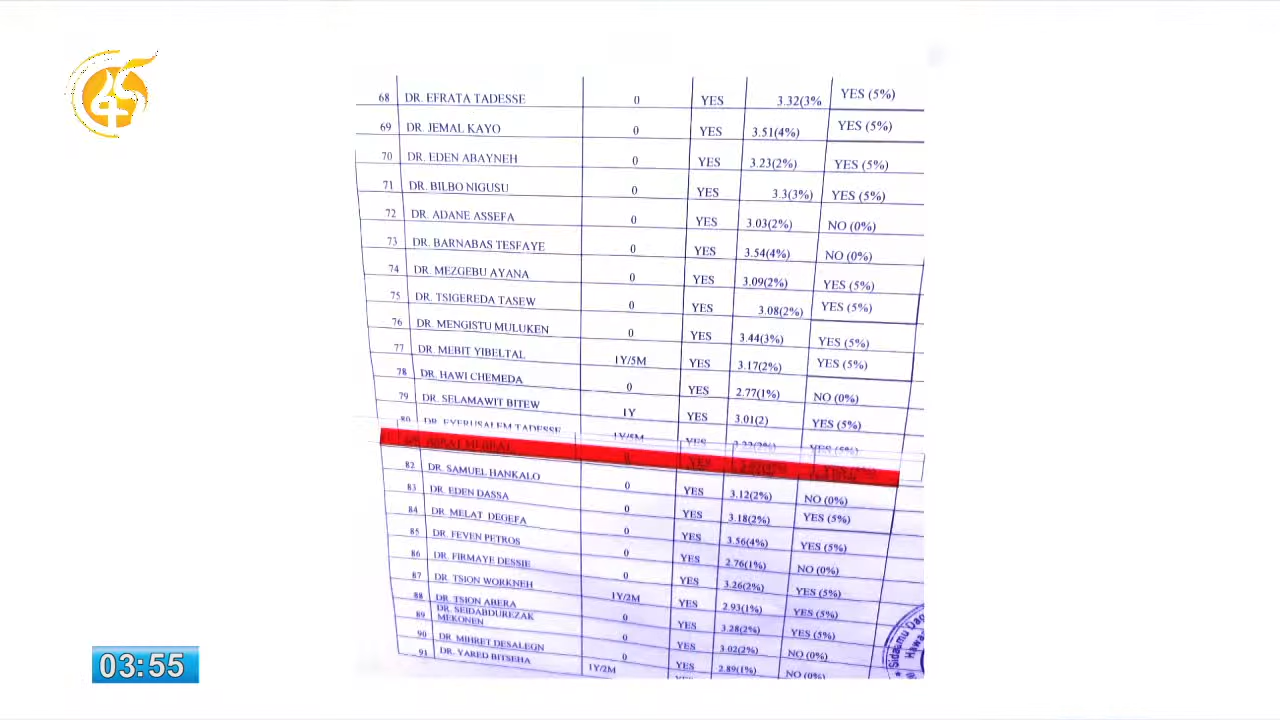 45
68 DR. EFRATA TADESSE 0 YES 3.32(3% YES (5%)
69 DR. JEMAL KAYO 0 YES 3.51(4%) YES (5%)
70 DR. EDEN ABAYNEH 0 YES 3.23(2%) YES (5%)
71 DR. BILBO NIGUSU 0 YES 3.3(3%) YES (5%)
72 DR. ADANE ASSEFA 0 YES 3.03(2%) NO (0%)
73 DR. BARNABAS TESFAYE 0 YES 3.54(4%) NO (0%)
74 DR. MEZGEBU AYANA 0 YES 3.09(2%) YES (5%)
75 DR. TSIGEREDA TASEW 0 YES 3.08(2%) YES (5%)
76 DR. MENGISTU MULUKEN 0 YES 3.44(3%) YES (5%)
77 DR. MEBIT YIBELTAL 1Y/5M YES 3.17(2%) YES (5%)
78 DR. HAWI CHEMEDA 0 YES 2.77(1%) NO (0%)
79 DR. SELAMAWIT BITEW 1Y YES 3.01(2) YES (5%)
80 DR. EYERUSALEM TADESSE 1Y/5M YES YES (5%)
82 DR. SAMUEL HANKALO 0 YES 3.12(2%) NO (0%)
83 DR. EDEN DASSA 0 YES 3.18(2%) YES (5%)
84 DR. MELAT DEGEFA 0 YES 3.56(4%) YES (5%)
85 DR. FEVEN PETROS 0 YES 2.76(1%) NO (0%)
86 DR. FIRMAYE DESSIE 0 YES 3.26(2%) YES (5%)
87 DR. TSION WORKNEH 1Y/2M YES 2.93(1%) YES (5%)
88 DR. TSION ABERA 0 YES 3.28(2%) YES (5%)
89 DR. SEIDABDUREZAK
MEKONEN 0 YES 3.02(2%) NO (0%)
90 DR. MIHRET DESALEGN 0 YES 2.89(1%) NO (0%)
91 DR. YARED BITSEHA 1Y/2M
03:55